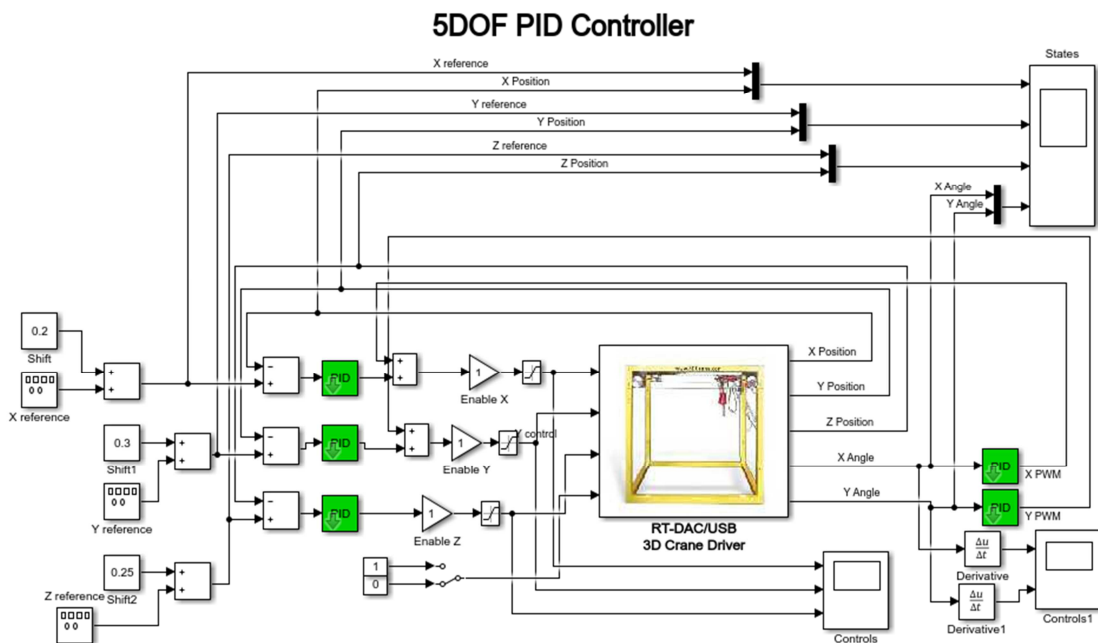 5DOF PID Controller
States
X reference
X Position
Y reference
Y Position
Z reference
Z Position
X Angle
Y Angle
0.2
Shift
X reference
+
+
-
+
PID
+
+
1
Enable X
X Position
Y Position
Z Position
X Angle
Y Angle
0.3
Shift1
Y reference
+
+
-
+
PID
+
+
1
Enable Y
Y control
PID
X PWM
PID
Y PWM
-
+
PID
1
Enable Z
RT-DAC/USB
3D Crane Driver
0.25
Shift2
Z reference
+
+
1
0
Δu
Δt
Derivative
Δu
Δt
Derivative1
Controls
Controls1